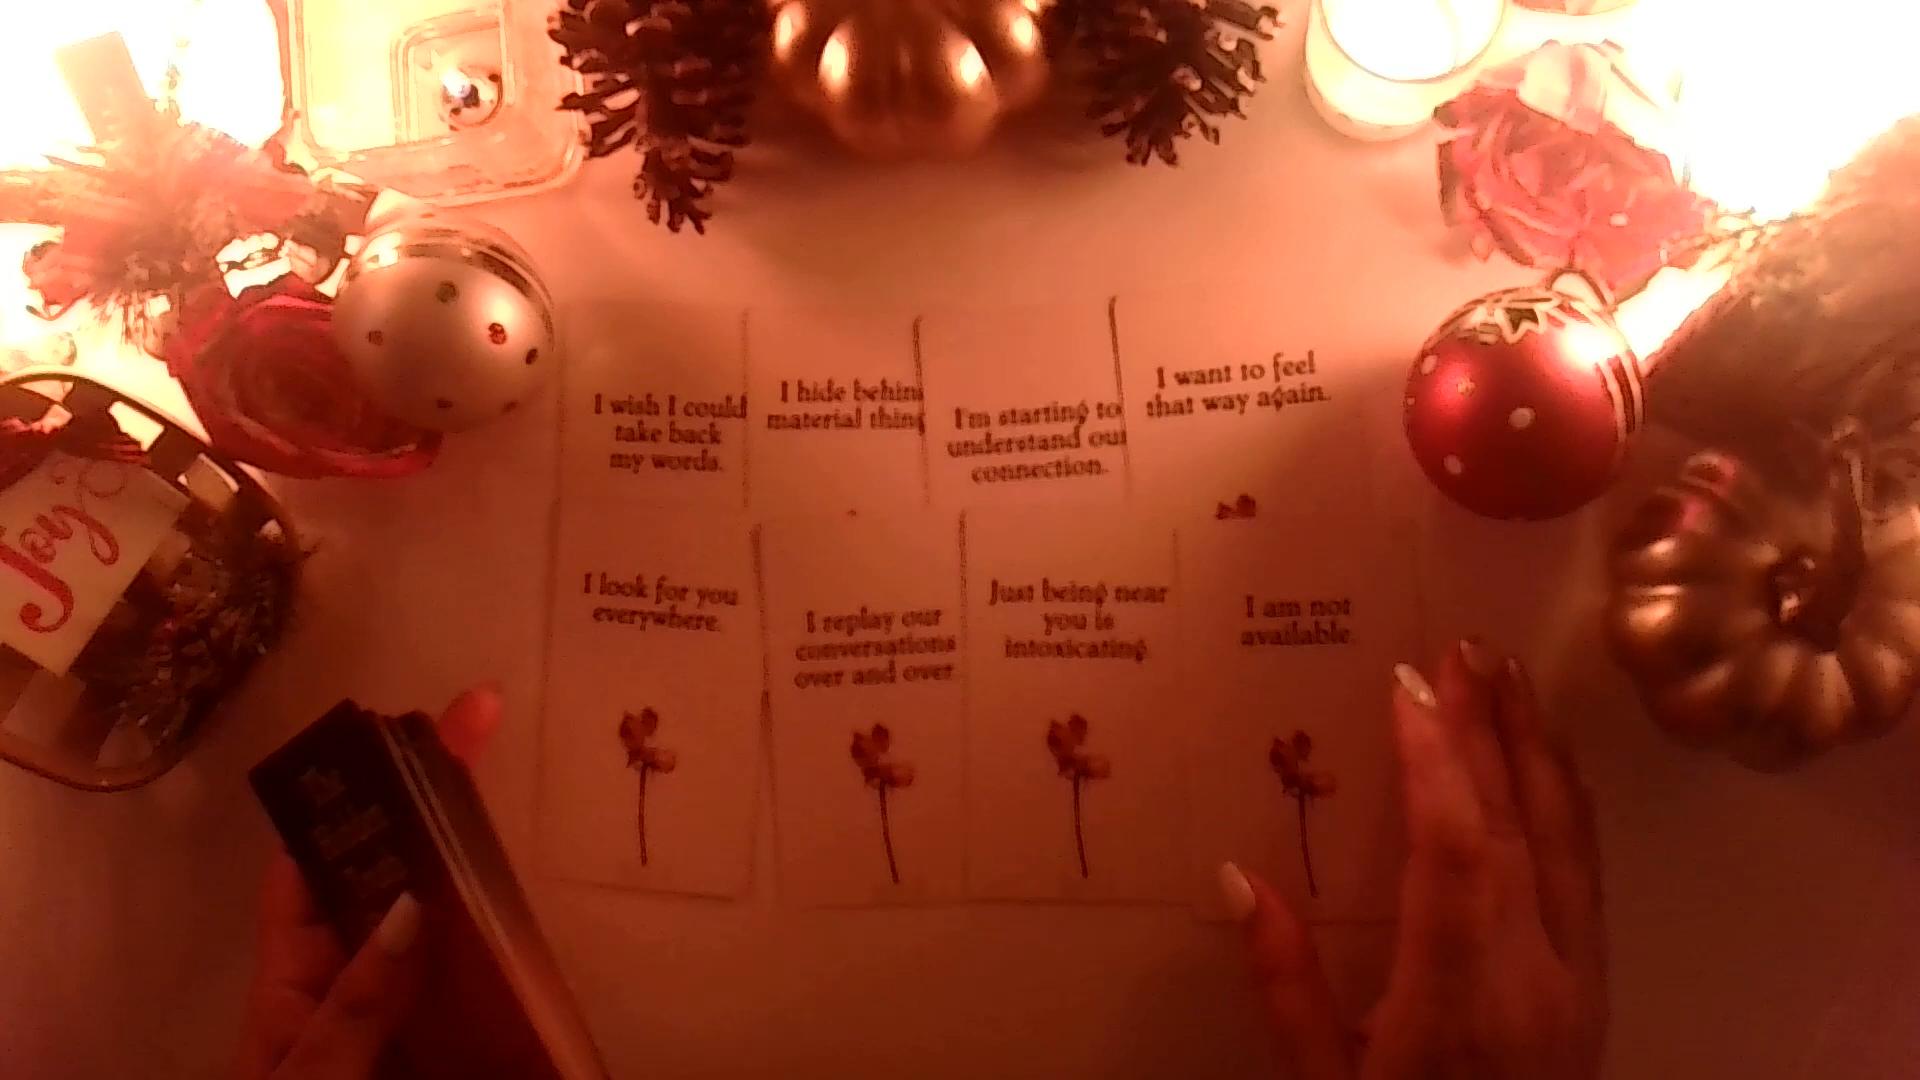 I wish I could
take back
my words.
I hide behin
material thing
I'm starting to
understand our
connection.
I want to feel
that way again.
I look for you
everywhere.
I replay our
conversations
over and over
Just being near
you is
intoxicating.
I am not
available.
Joy